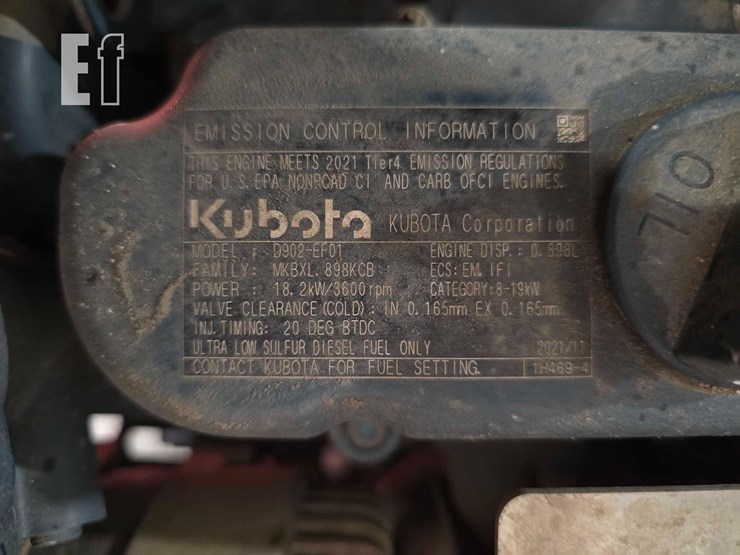 Ef
EMISSION CONTROL INFORMATION
THIS ENGINE MEETS 2021 Tier4 EMISSION REGULATIONS
FOR U.S. EPA NONROAD CI AND CARB OFCI ENGINES.
Kubota KUBOTA Corporation
MODEL : D902-EF01 ENGINE DISP.: 0.898L
FAMILY: MKBXL.898KCB ECS: EM, IFI
POWER : 18.2kW/3600rpm CATEGORY: 8-19kW
VALVE CLEARANCE (COLD) : IN 0.165mm EX 0.165mm
INJ. TIMING: 20 DEG BTDC
ULTRA LOW SULFUR DIESEL FUEL ONLY 2021/11
CONTACT KUBOTA FOR FUEL SETTING. 1H469-4
OIL